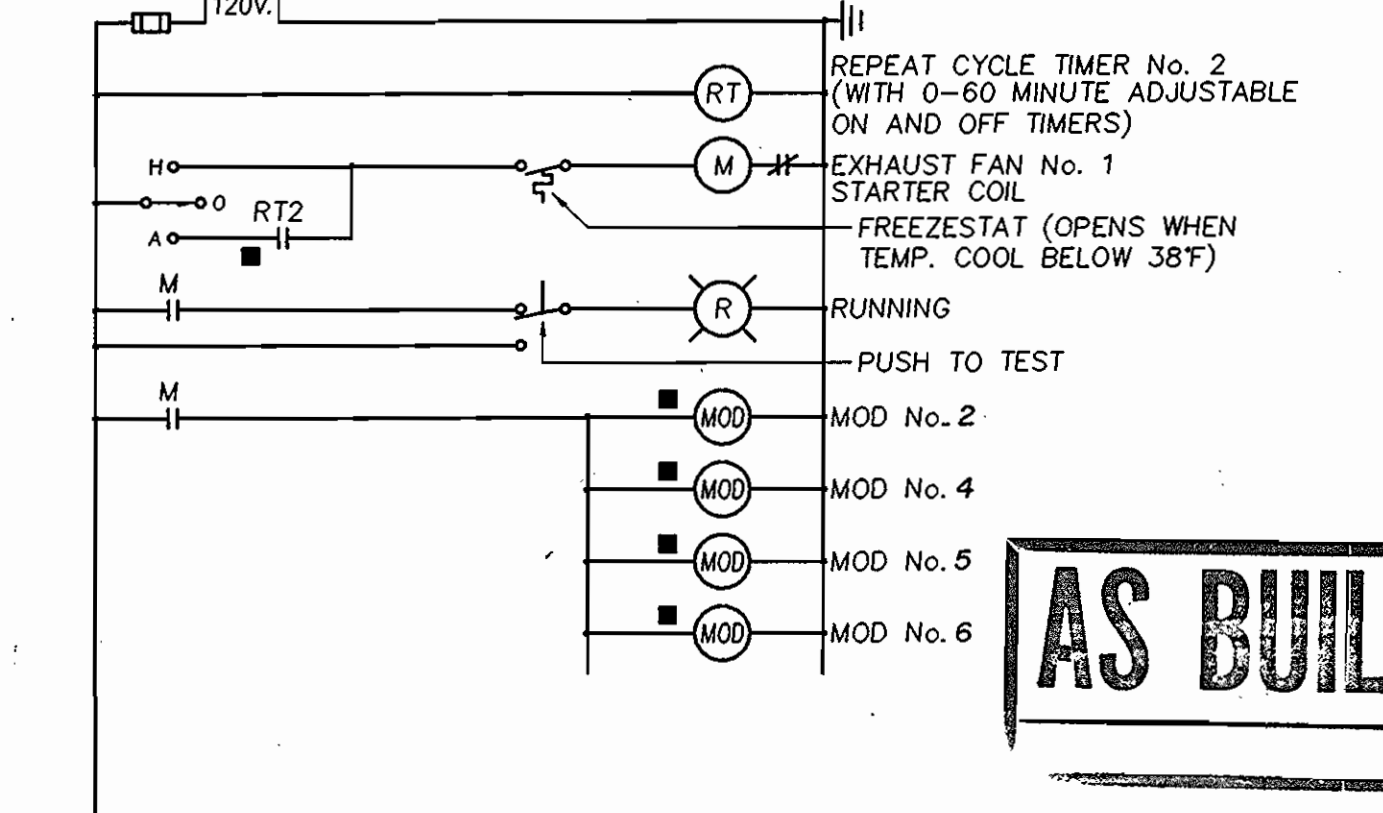 120V.
REPEAT CYCLE TIMER No. 2
RT
(WITH 0-60 MINUTE ADJUSTABLE
ON AND OFF TIMERS)
H
M
EXHAUST FAN No. 1
STARTER COIL
O
RT2
FREEZESTAT (OPENS WHEN
A
TEMP. COOL BELOW 38°F)
M
R
RUNNING
PUSH TO TEST
M
MOD
MOD No. 2
MOD
MOD No. 4
MOD
MOD No. 5
MOD
MOD No. 6
AS BUIL